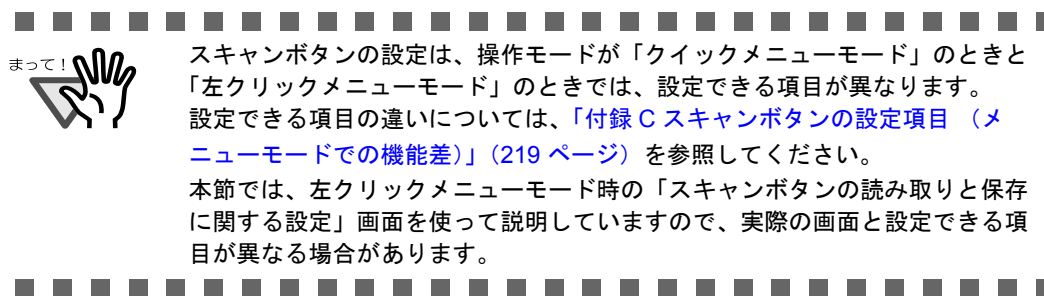 まって！
スキャンボタンの設定は、操作モードが「クイックメニューモード」のときと
「左クリックメニューモード」のときでは、設定できる項目が異なります。
設定できる項目の違いについては、「付録 C スキャンボタンの設定項目 （メ
ニューモードでの機能差）」（219 ページ）を参照してください。
本節では、左クリックメニューモード時の「スキャンボタンの読み取りと保存
に関する設定」画面を使って説明していますので、実際の画面と設定できる項
目が異なる場合があります。